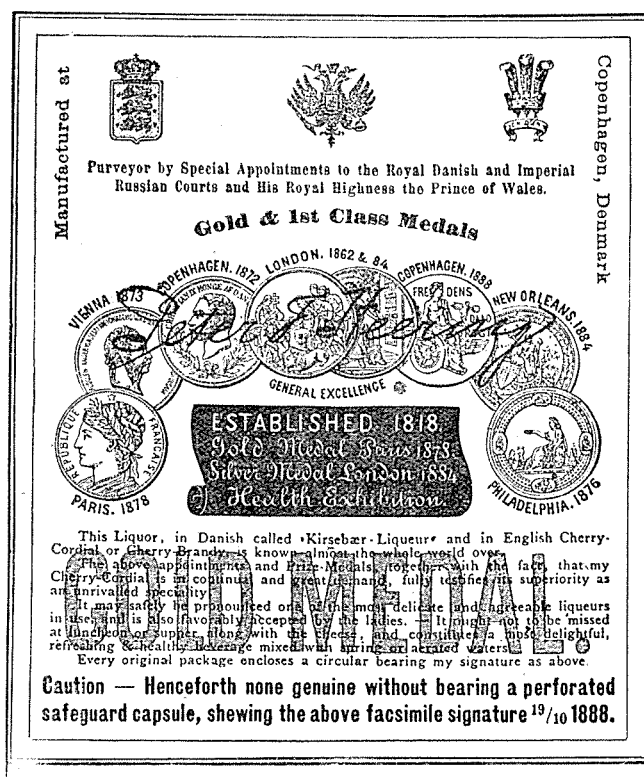 Manufactured at
Copenhagen, Denmark
Purveyor by Special Appointments to the Royal Danish and Imperial
Russian Courts and His Royal Highness the Prince of Wales.
Gold & 1st Class Medals
VIENNA 1873
COPENHAGEN. 1872
LONDON. 1862 & 84
COPENHAGEN. 1888
NEW ORLEANS 1884
FREDENS
Peter F Heering
GENERAL EXCELLENCE
REPUBLIQUE FRANÇAISE
PARIS. 1878
PHILADELPHIA. 1876
ESTABLISHED. 1818.
Gold Medal Paris 1878.
Silver Medal London 1884
Health Exhibition.
This Liquor, in Danish called "Kirsebær-Liqueur" and in English Cherry-
Cordial or Cherry-Brandy, is known almost the whole world over.
The above appointments and Prize-Medals, together with the fact, that my
Cherry-Cordial is in continual and great demand, fully testifies its superiority as
an unrivalled speciality.
It may safely be pronounced one of the most delicate and agreeable liqueurs
in use, and is also favorably accepted by the ladies. — It ought not to be missed
at luncheon or supper along with the cheese, and constitutes a most delightful,
refreshing & healthy beverage mixed with spring or aerated waters.
Every original package encloses a circular bearing my signature as above.
GOLD MEDAL.
Caution — Henceforth none genuine without bearing a perforated
safeguard capsule, shewing the above facsimile signature 19/10 1888.